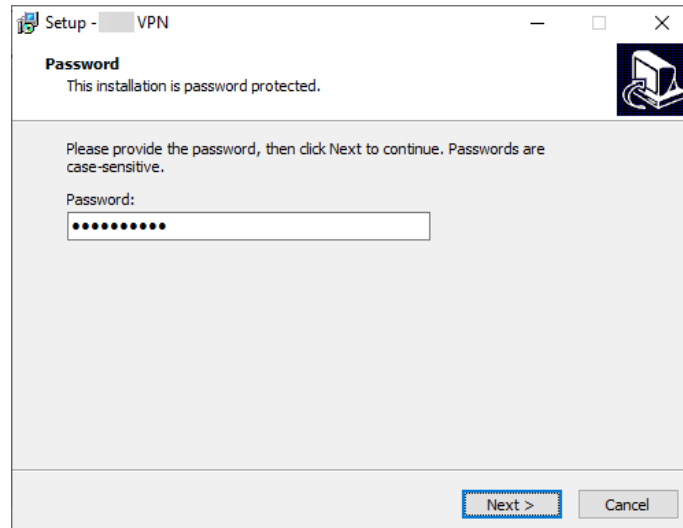 Setup - VPN
Password
This installation is password protected.
Please provide the password, then click Next to continue. Passwords are
case-sensitive.
Password:
••••••••••
Next >
Cancel